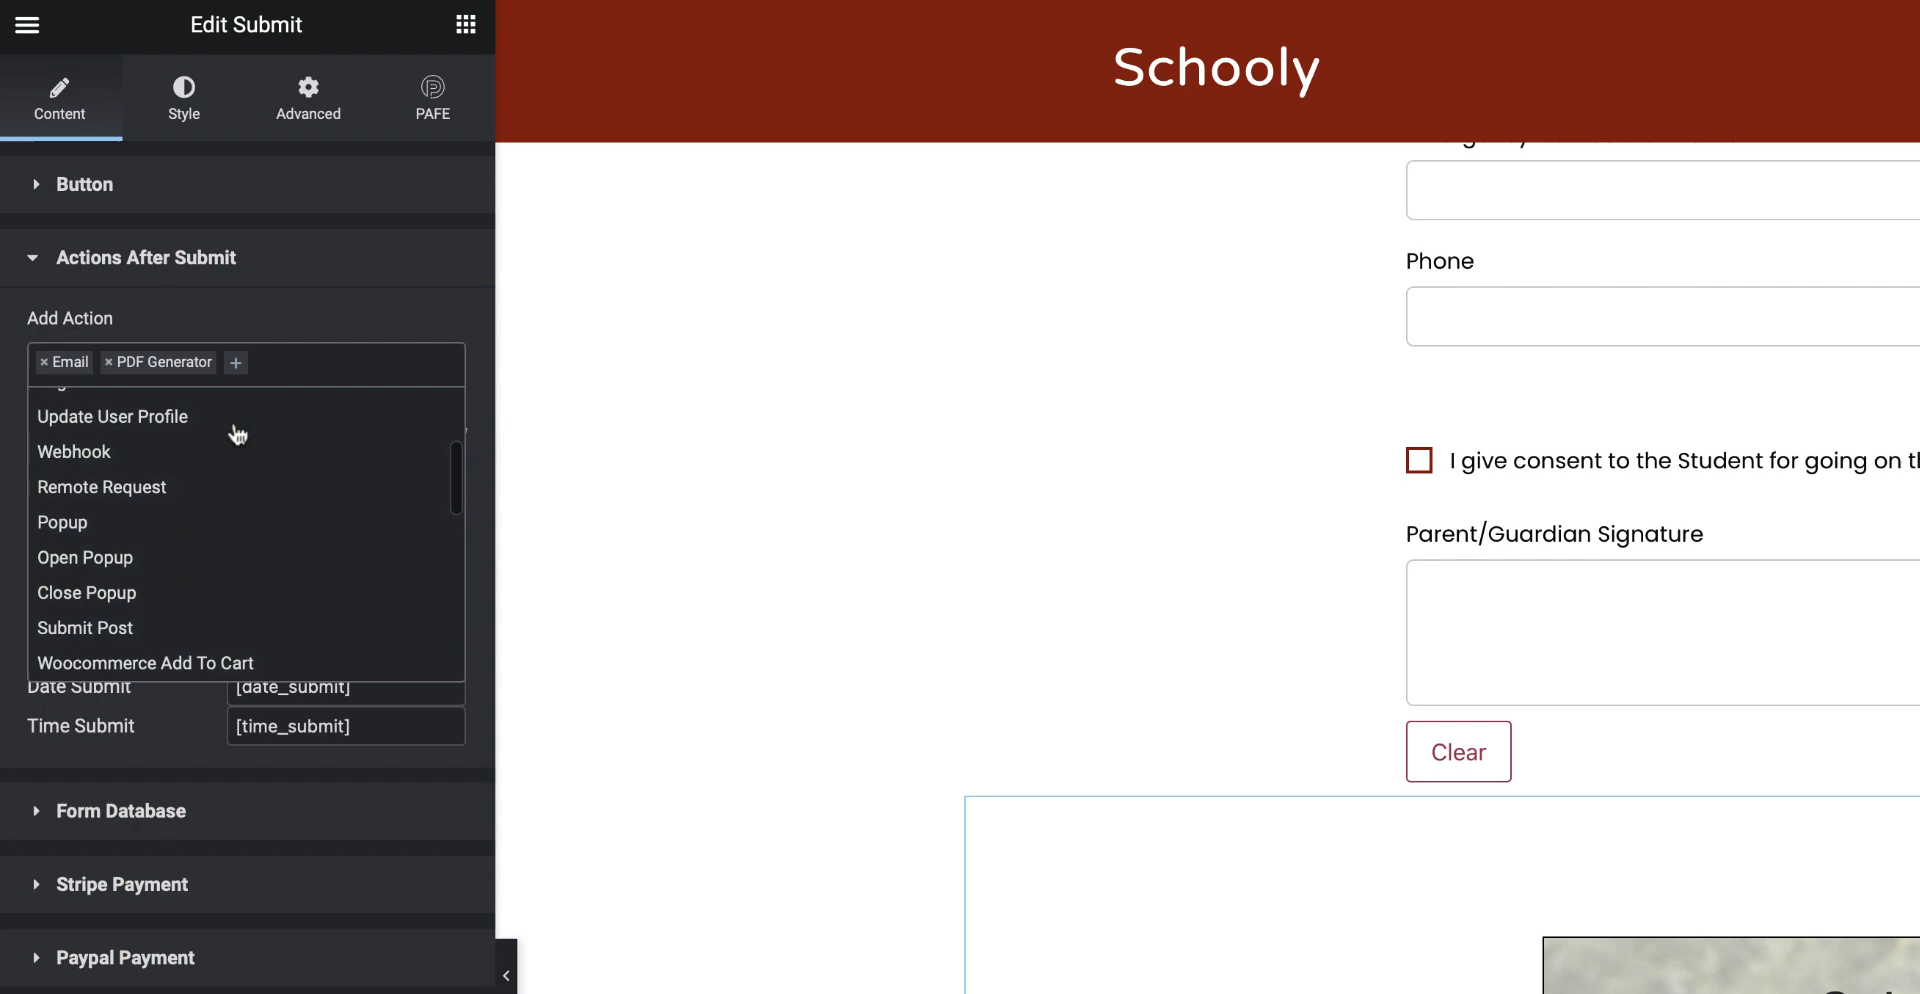 Edit Submit
Content
Style
Advanced
PAFE
Button
Actions After Submit
Add Action
× Email × PDF Generator +
Update User Profile
Webhook
Remote Request
Popup
Open Popup
Close Popup
Submit Post
Woocommerce Add To Cart
Date Submit [date_submit]
Time Submit [time_submit]
Form Database
Stripe Payment
Paypal Payment
Schooly
Phone
I give consent to the Student for going on
Parent/Guardian Signature
Clear